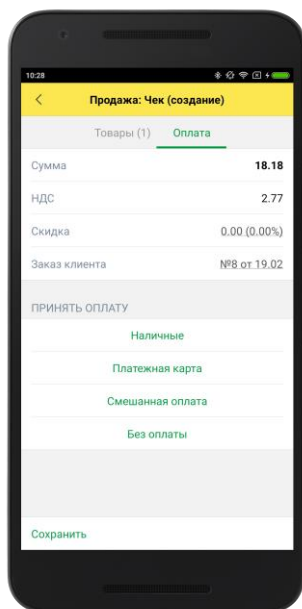 10:28
Продажа: Чек (создание)
Товары (1) Оплата
Сумма 18.18
НДС 2.77
Скидка 0.00 (0.00%)
Заказ клиента №8 от 19.02
ПРИНЯТЬ ОПЛАТУ
Наличные
Платежная карта
Смешанная оплата
Без оплаты
Сохранить